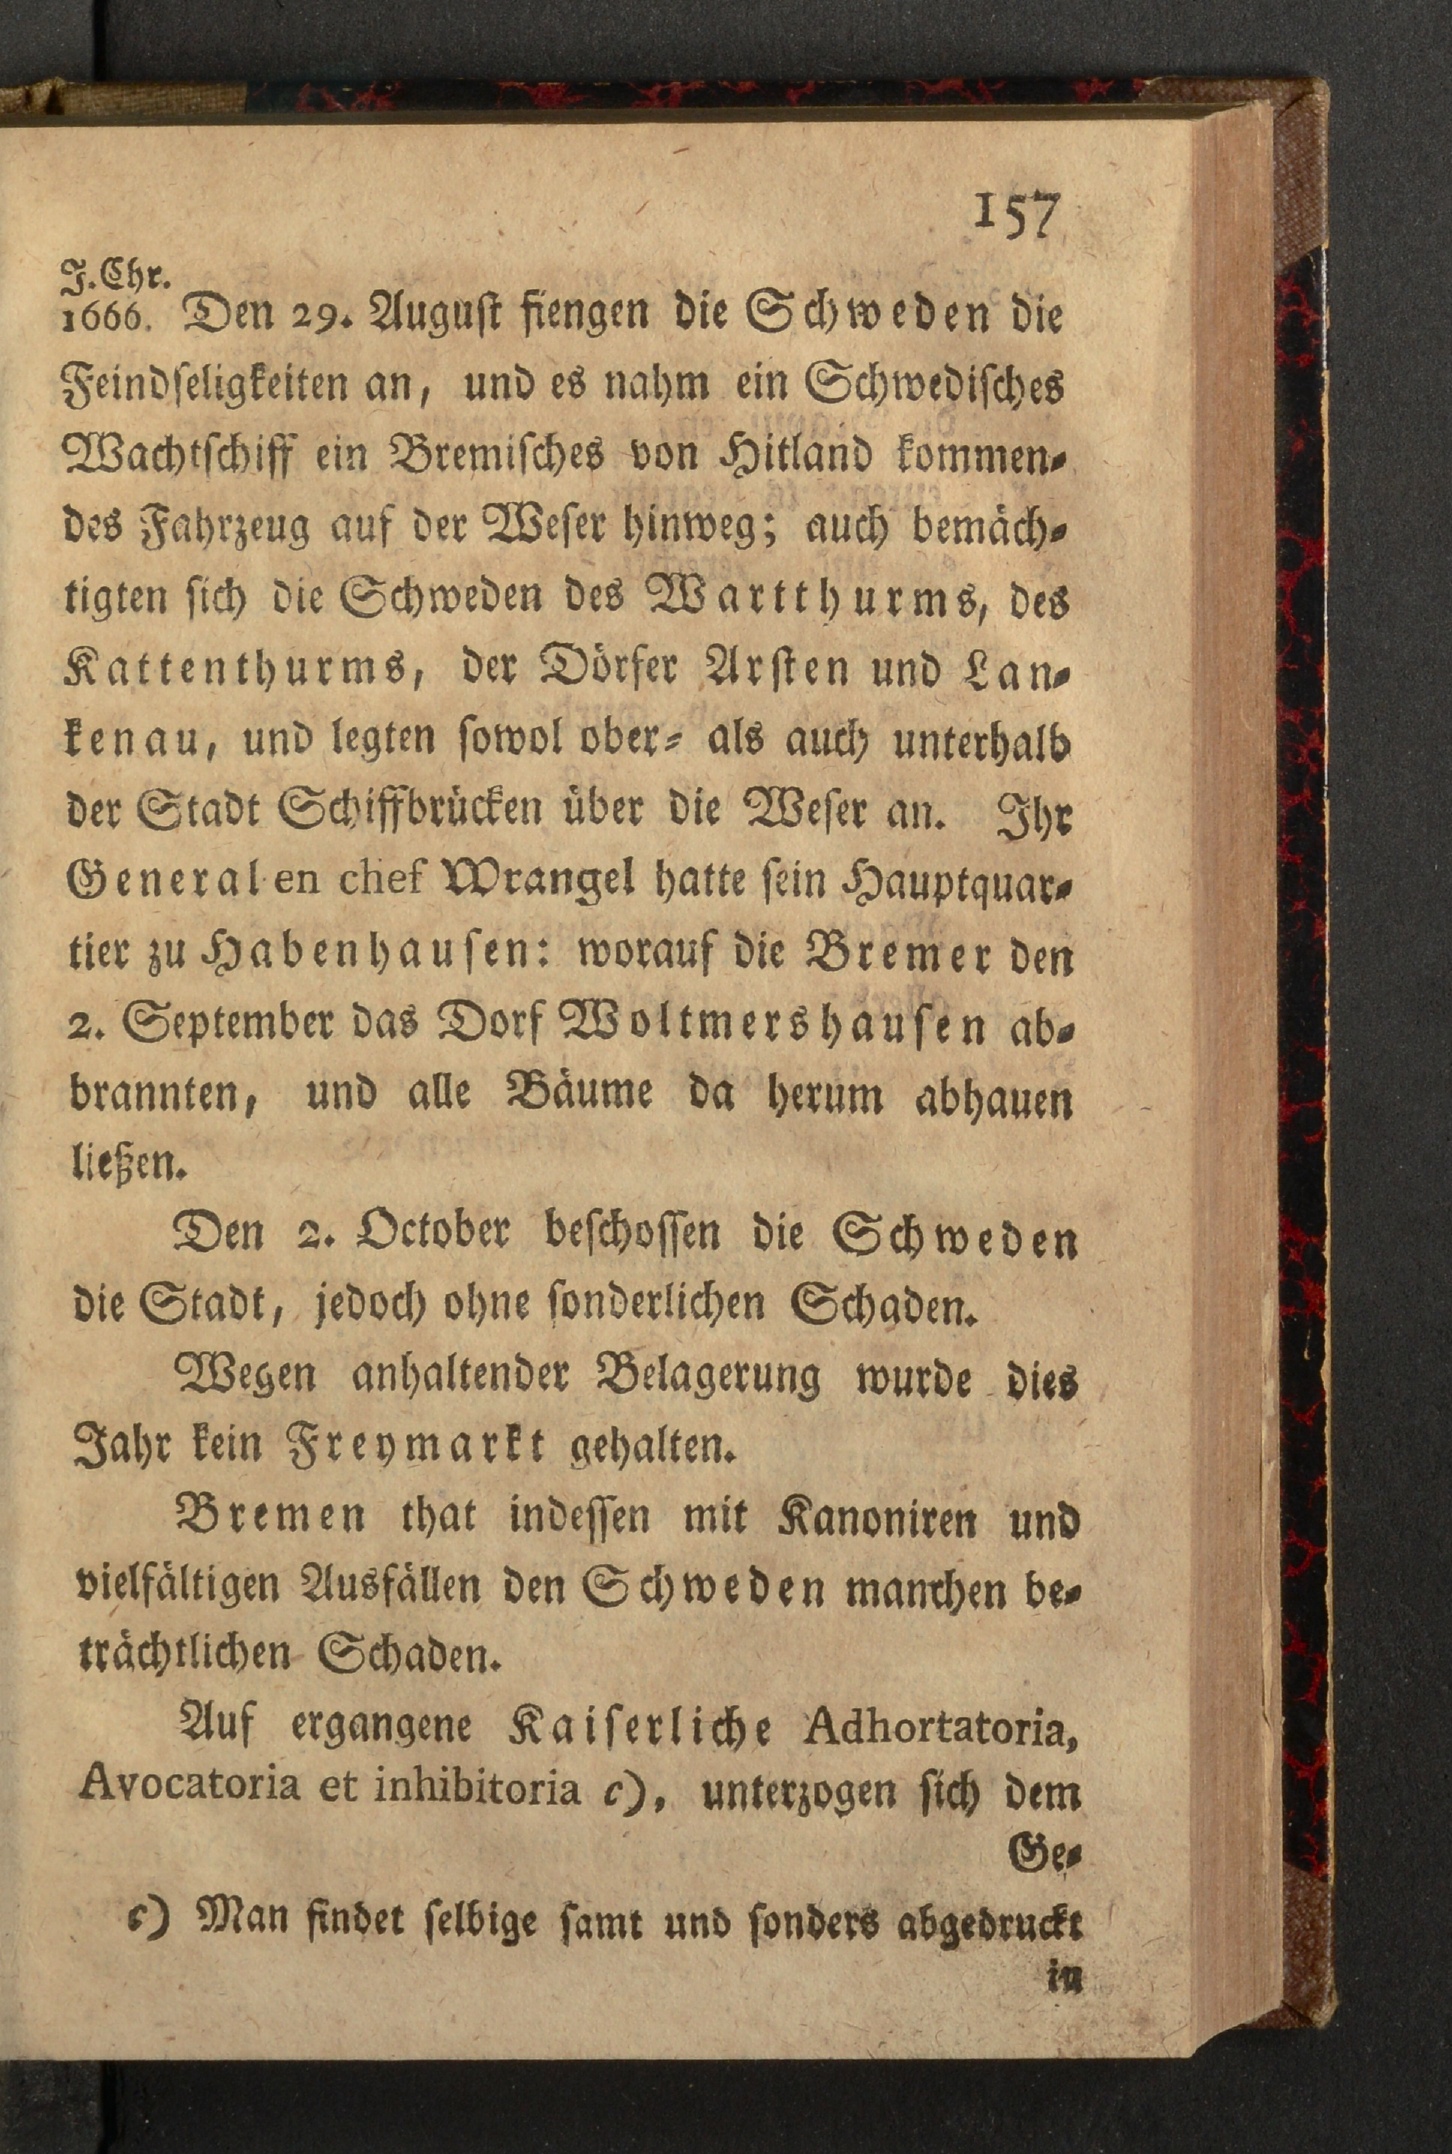 157
J. Chr.
1666. Den 29. August fiengen die Schweden die
Feindseligkeiten an, und es nahm ein Schwedisches
Wachtschiff ein Bremisches von Hitland kommen-
des Fahrzeug auf der Weser hinweg; auch bemäch-
tigten sich die Schweden des Wartthurms, des
Kattenthurms, der Dörfer Arsten und Lan-
kenau, und legten sowol ober- als auch unterhalb
der Stadt Schiffbrücken über die Weser an. Ihr
General en chef Wrangel hatte sein Hauptquar-
tier zu Habenhausen: worauf die Bremer den
2. September das Dorf Woltmershausen ab-
brannten, und alle Bäume da herum abhauen
ließen.
Den 2. October beschossen die Schweden
die Stadt, jedoch ohne sonderlichen Schaden.
Wegen anhaltender Belagerung wurde dies
Jahr kein Freymarkt gehalten.
Bremen that indessen mit Kanoniren und
vielfältigen Ausfällen den Schweden manchen be-
trächtlichen Schaden.
Auf ergangene Kaiserliche Adhortatoria,
Avocatoria et inhibitoria c), unterzogen sich dem
Ge-
c) Man findet selbige samt und sonders abgedruckt
in